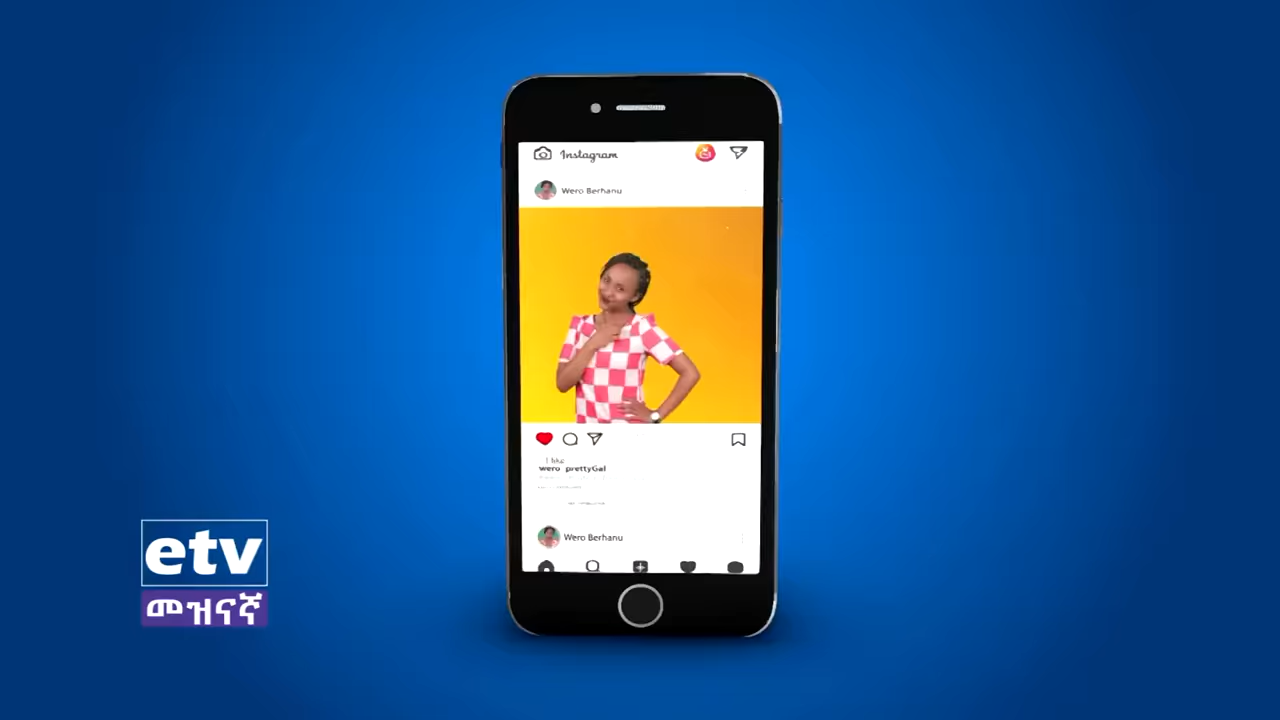 Instagram
Wero Berhanu
1 like
wero_prettyGal
Wero Berhanu
etv
መዝናኛ